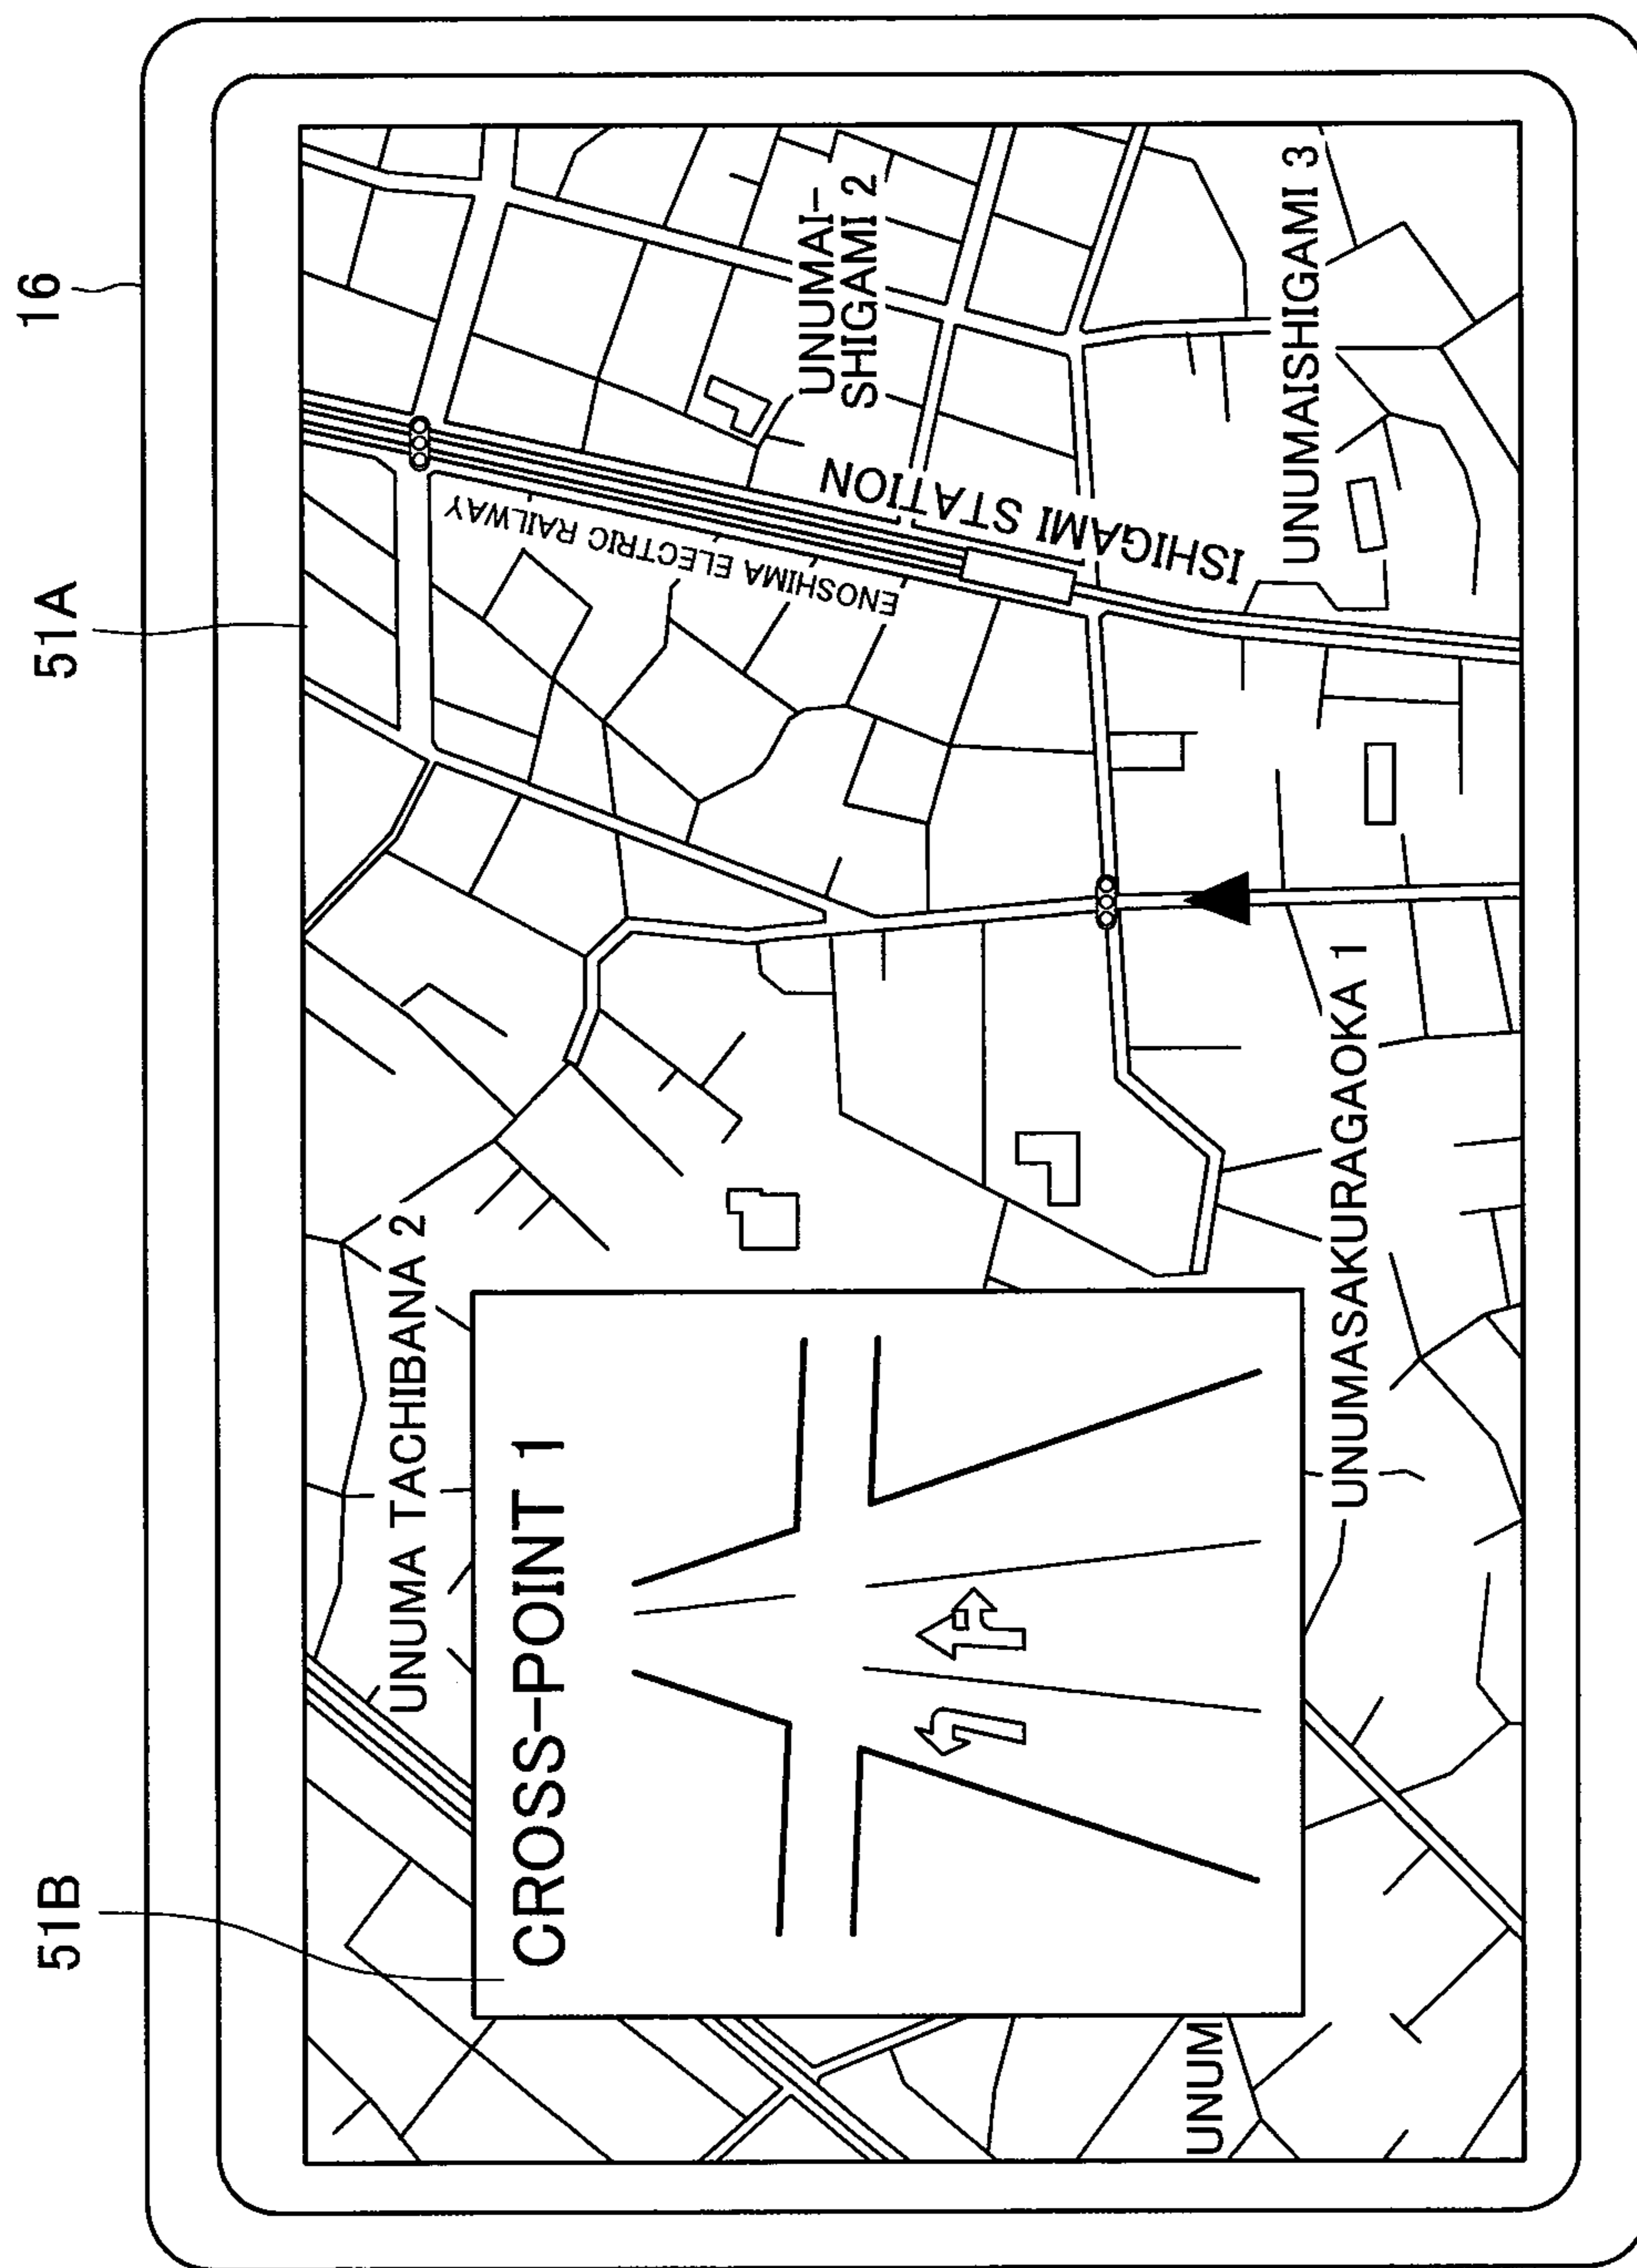 16
51A
51B
UNUMA TACHIBANA 2
CROSS-POINT 1
ENOSHIMA ELECTRIC RAILWAY
ISHIGAMI STATION
UNUMAI-
SHIGAMI 2
UNUMAISHIGAMI 3
UNUMASAKURAGAOKA 1
UNUM